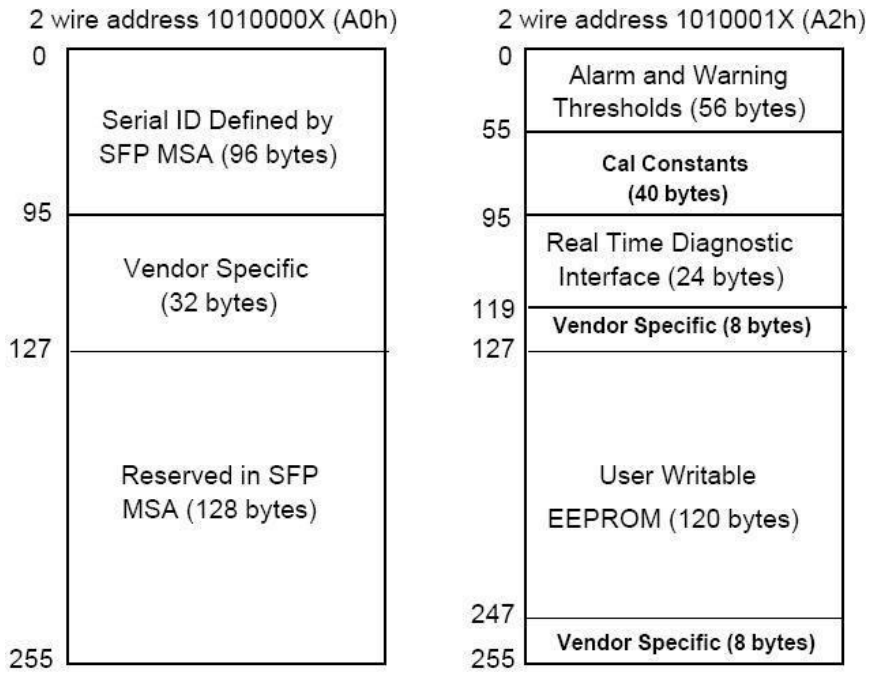 2 wire address 1010000X (A0h)
0
Serial ID Defined by
SFP MSA (96 bytes)
95
Vendor Specific
(32 bytes)
127
Reserved in SFP
MSA (128 bytes)
255
2 wire address 1010001X (A2h)
0
Alarm and Warning
Thresholds (56 bytes)
55
Cal Constants
(40 bytes)
95
Real Time Diagnostic
Interface (24 bytes)
119
Vendor Specific (8 bytes)
127
User Writable
EEPROM (120 bytes)
247
Vendor Specific (8 bytes)
255